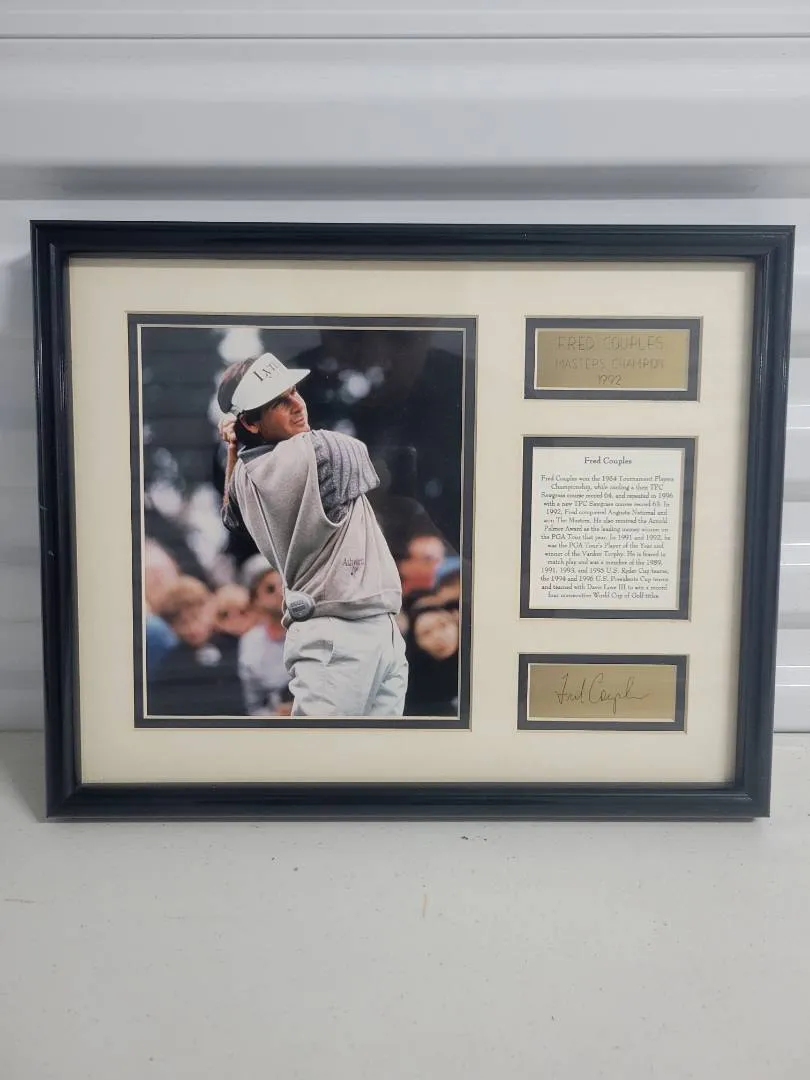 LYN
Ashworth
FRED COUPLES
MASTERS CHAMPION
1992
Fred Couples
Fred Couples won the 1984 Tournament Players
Championship, while carding a then TPC
Sawgrass course record 64, and repeated in 1996
with a new TPC Sawgrass course record 63. In
1992, Fred conquered Augusta National and
won The Masters. He also received the Arnold
Palmer Award as the leading money winner on
the PGA Tour that year. In 1991 and 1992, he
was the PGA Tour's Player of the Year and
winner of the Vardon Trophy. He is feared in
match play and was a member of the 1989,
1991, 1993, and 1995 U.S. Ryder Cup teams,
the 1994 and 1996 U.S. Presidents Cup teams
and teamed with Davis Love III to win a record
four consecutive World Cup of Golf titles.
Fred Couples